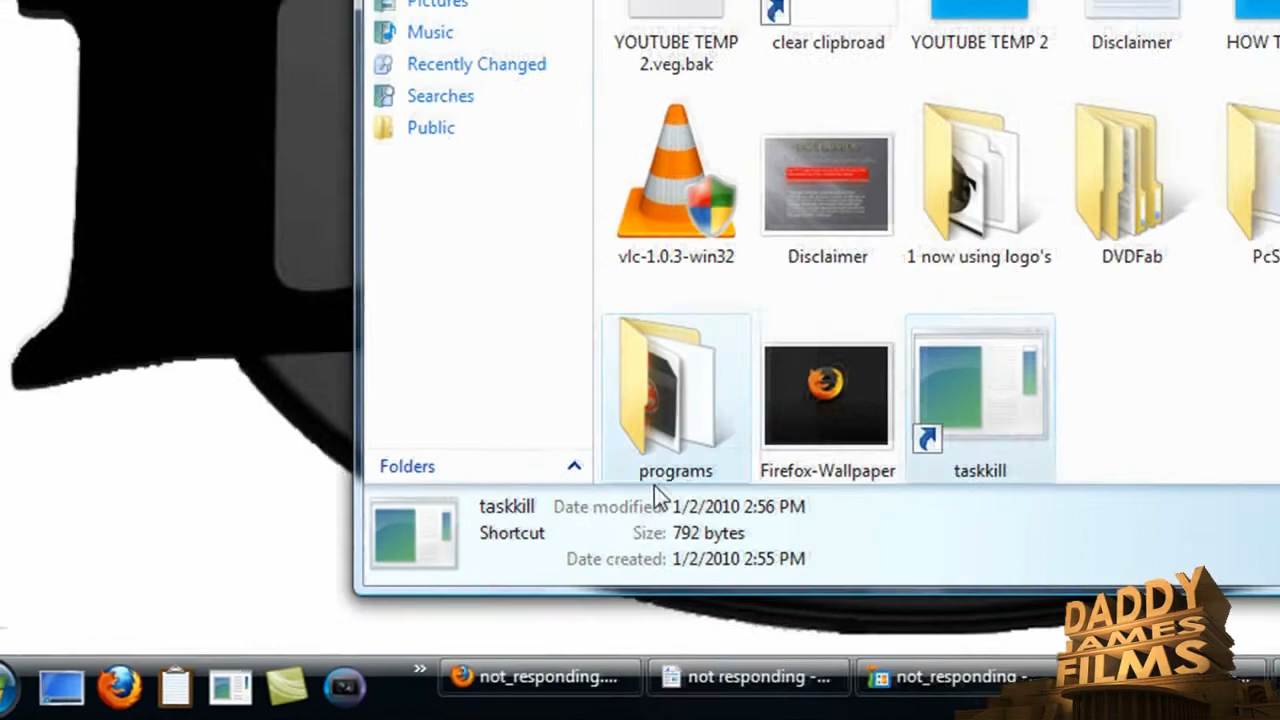 Pictures
Music
Recently Changed
Searches
Public
Folders
YOUTUBE TEMP
2.veg.bak
clear clipbroad
YOUTUBE TEMP 2
Disclaimer
HOW T
vlc-1.0.3-win32
Disclaimer
1 now using logo's
DVDFab
PcS
programs
Firefox-Wallpaper
taskkill
taskkill Date modified: 1/2/2010 2:56 PM
Shortcut Size: 792 bytes
Date created: 1/2/2010 2:55 PM
DADDY
JAMES
FILMS
» not_responding.... not responding -... not_responding -...